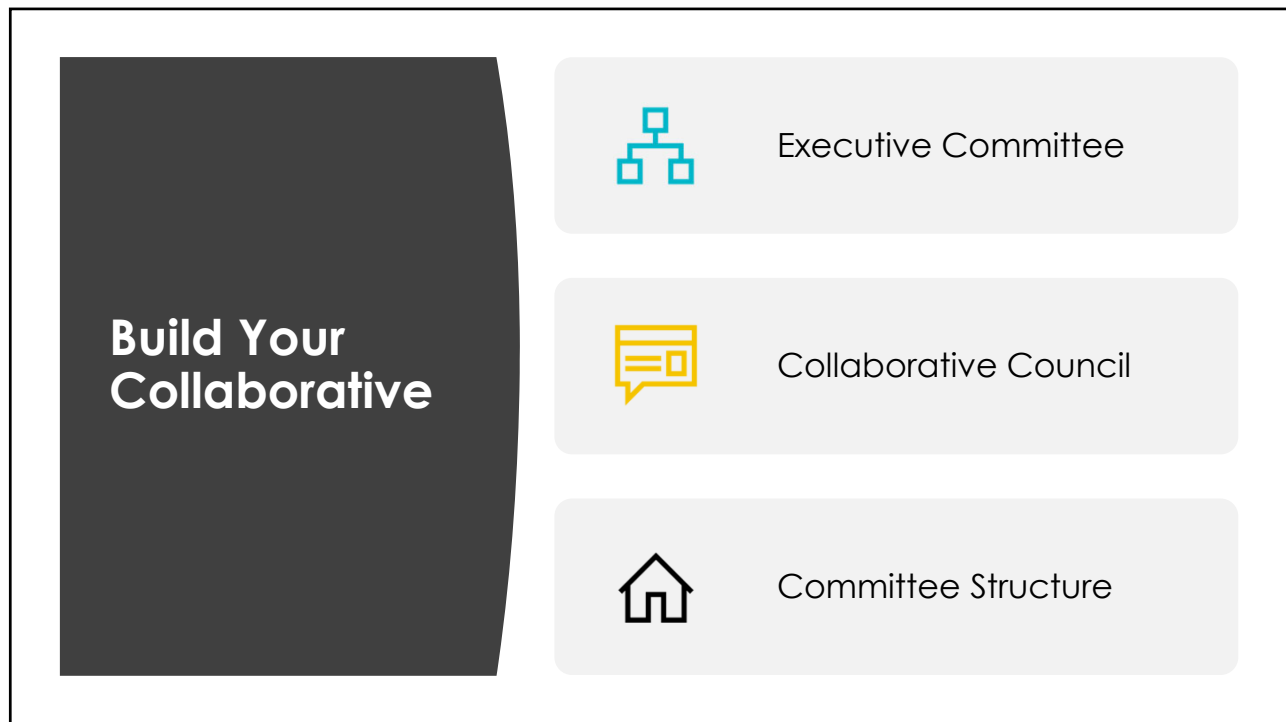 Build Your
Collaborative
Executive Committee
Collaborative Council
Committee Structure